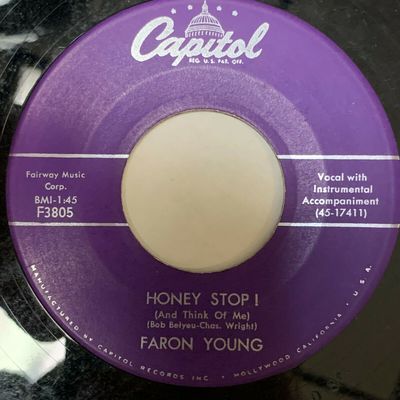 Capitol
REG. U.S. PAT. OFF.
Fairway Music
Corp.
BMI-1:45
F3805
Vocal with
Instrumental
Accompaniment
(45-17411)
HONEY STOP!
(And Think Of Me)
(Bob Belyeu-Chas. Wright)
FARON YOUNG
MANUFACTURED BY CAPITOL RECORDS INC. • HOLLYWOOD CALIFORNIA • U.S.A.